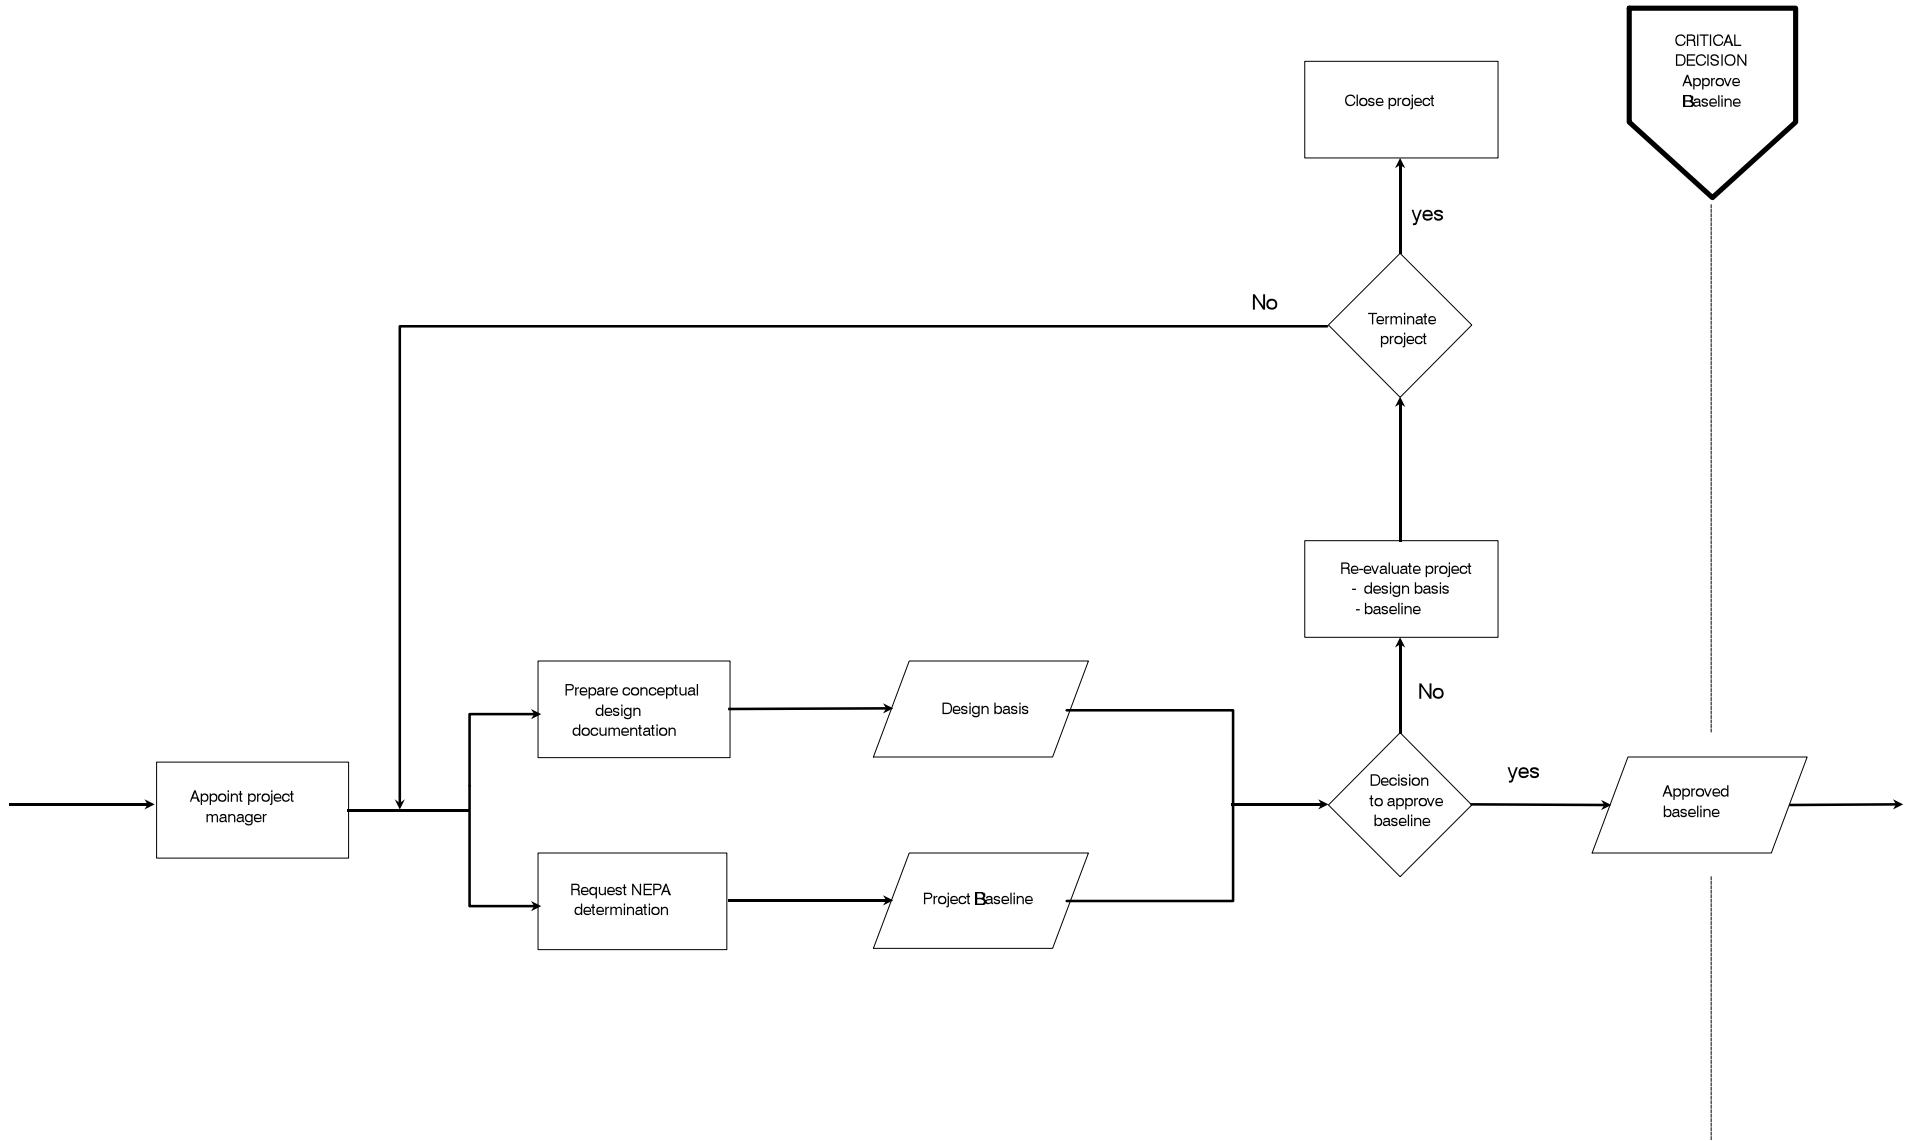 CRITICAL
DECISION
Approve
Baseline
Close project
yes
No
Terminate
project
Re-evaluate project
- design basis
- baseline
No
Prepare conceptual
design
documentation
Design basis
Decision
to approve
baseline
yes
Approved
baseline
Appoint project
manager
Request NEPA
determination
Project Baseline